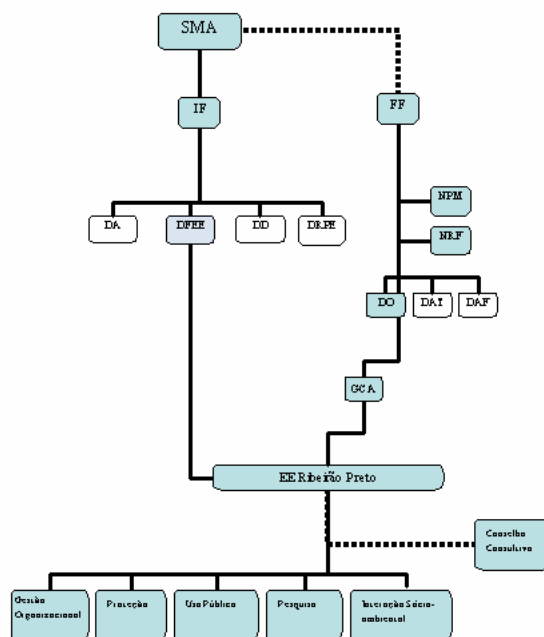 SMA
IF
FF
NPM
NRF
DA
DFEE
DD
DRPE
DO
DAT
DAF
GCA
EE Ribeirão Preto
Conselho
Consultivo
Gestão
Organizacional
Proteção
Uso Público
Pesquisa
Interação Sócio-
ambiental